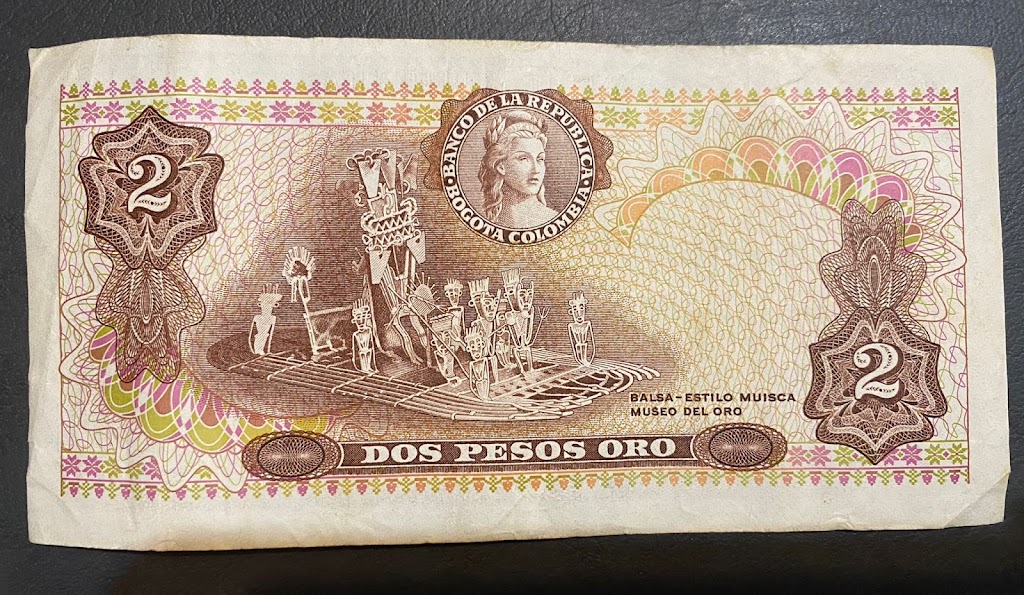 2
BANCO DE LA REPUBLICA
BOGOTA COLOMBIA
2
BALSA-ESTILO MUISCA
MUSEO DEL ORO
DOS PESOS ORO